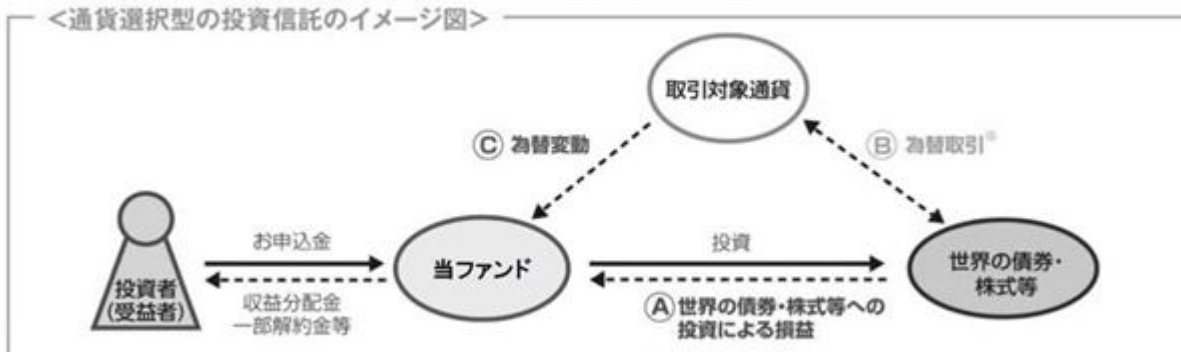 <通貨選択型の投資信託のイメージ図>
取引対象通貨
Ⓒ 為替変動
Ⓑ 為替取引※
お申込金
投資
投資者
(受益者)
当ファンド
世界の債券・
株式等
収益分配金
一部解約金等
Ⓐ 世界の債券・株式等への
投資による損益